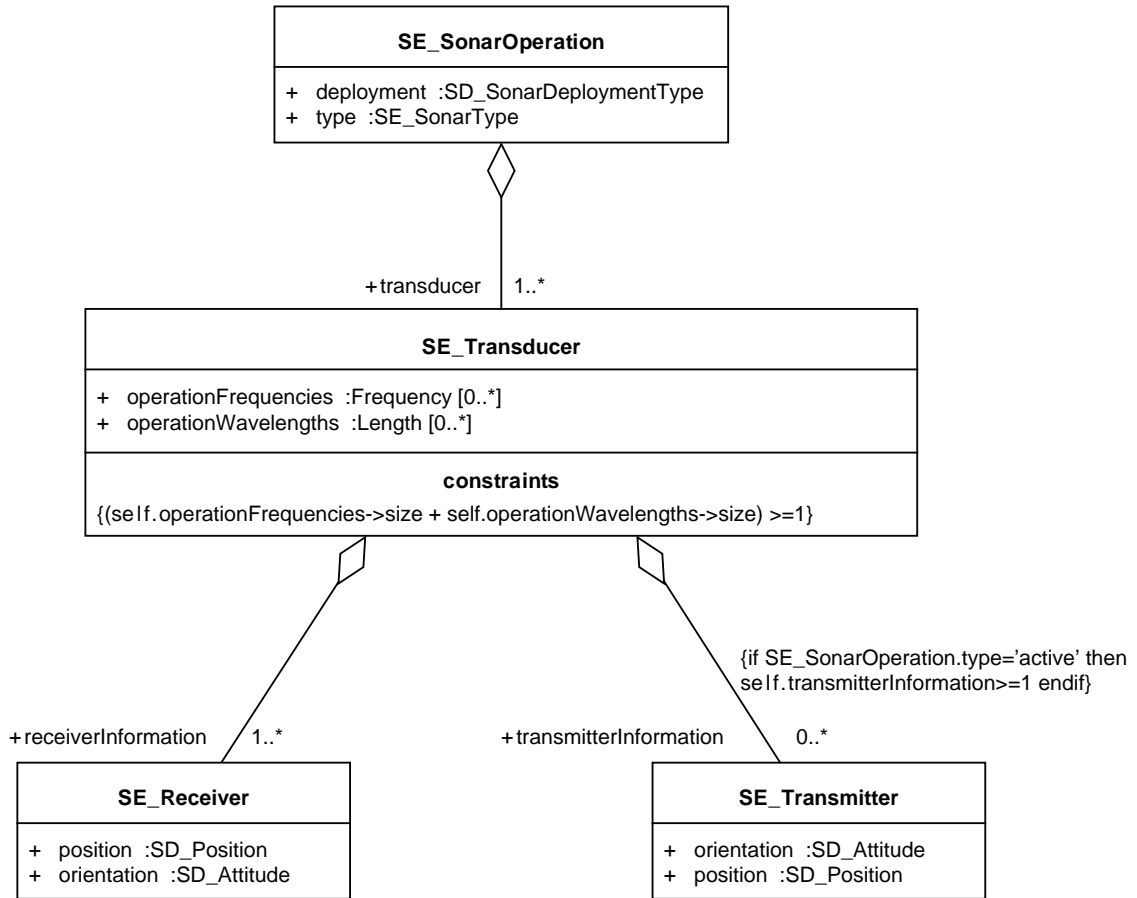 SE_SonarOperation
+ deployment :SD_SonarDeploymentType
+ type :SE_SonarType
+transducer 1..*
SE_Transducer
+ operationFrequencies :Frequency [0..*]
+ operationWavelengths :Length [0..*]
constraints
{(self.operationFrequencies->size + self.operationWavelengths->size) >=1}
{if SE_SonarOperation.type='active' then
self.transmitterInformation>=1 endif}
+receiverInformation 1..*
+transmitterInformation 0..*
SE_Receiver
+ position :SD_Position
+ orientation :SD_Attitude
SE_Transmitter
+ orientation :SD_Attitude
+ position :SD_Position